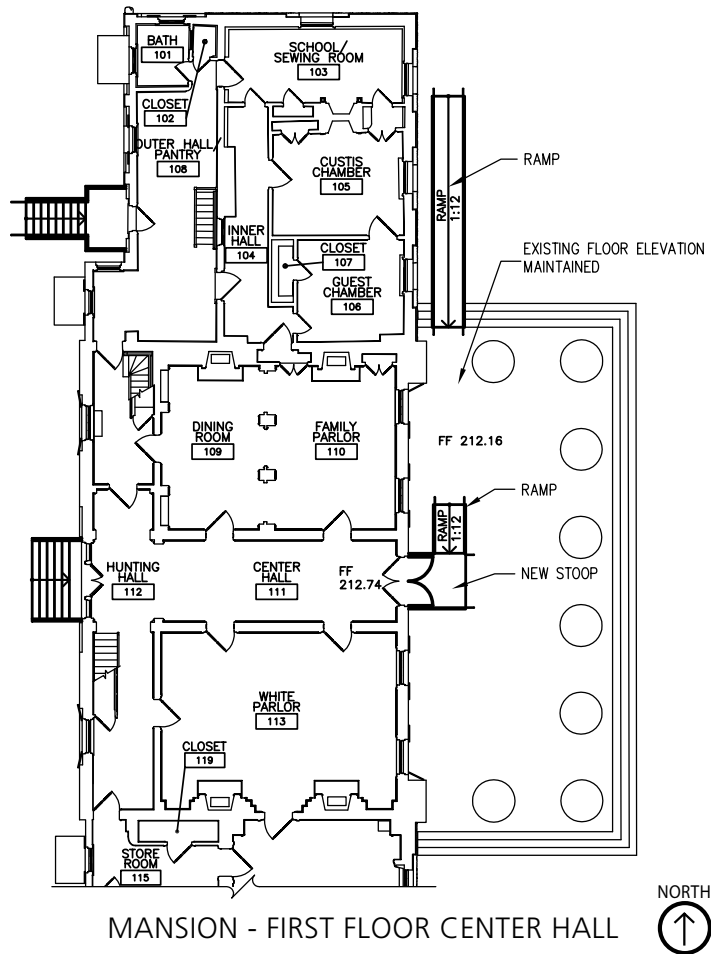 BATH
101
SCHOOL/
SEWING ROOM
103
CLOSET
102
OUTER HALL/
PANTRY
108
CUSTIS
CHAMBER
105
INNER
HALL
104
CLOSET
107
GUEST
CHAMBER
106
RAMP
1:12
RAMP
EXISTING FLOOR ELEVATION
MAINTAINED
DINING
ROOM
109
FAMILY
PARLOR
110
FF 212.16
RAMP
RAMP
1:12
HUNTING
HALL
112
CENTER
HALL
111
FF
212.74
NEW STOOP
WHITE
PARLOR
113
CLOSET
119
STORE
ROOM
115
MANSION - FIRST FLOOR CENTER HALL
NORTH